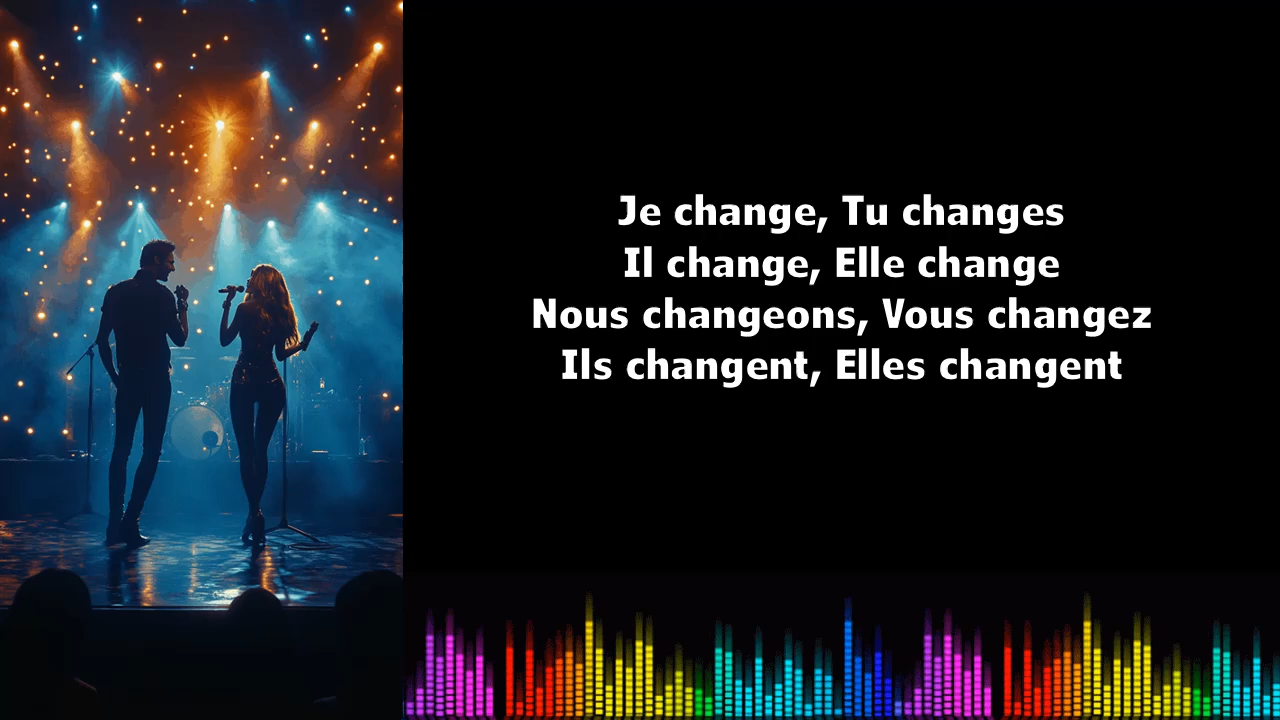 Je change, Tu changes
Il change, Elle change
Nous changeons, Vous changez
Ils changent, Elles changent